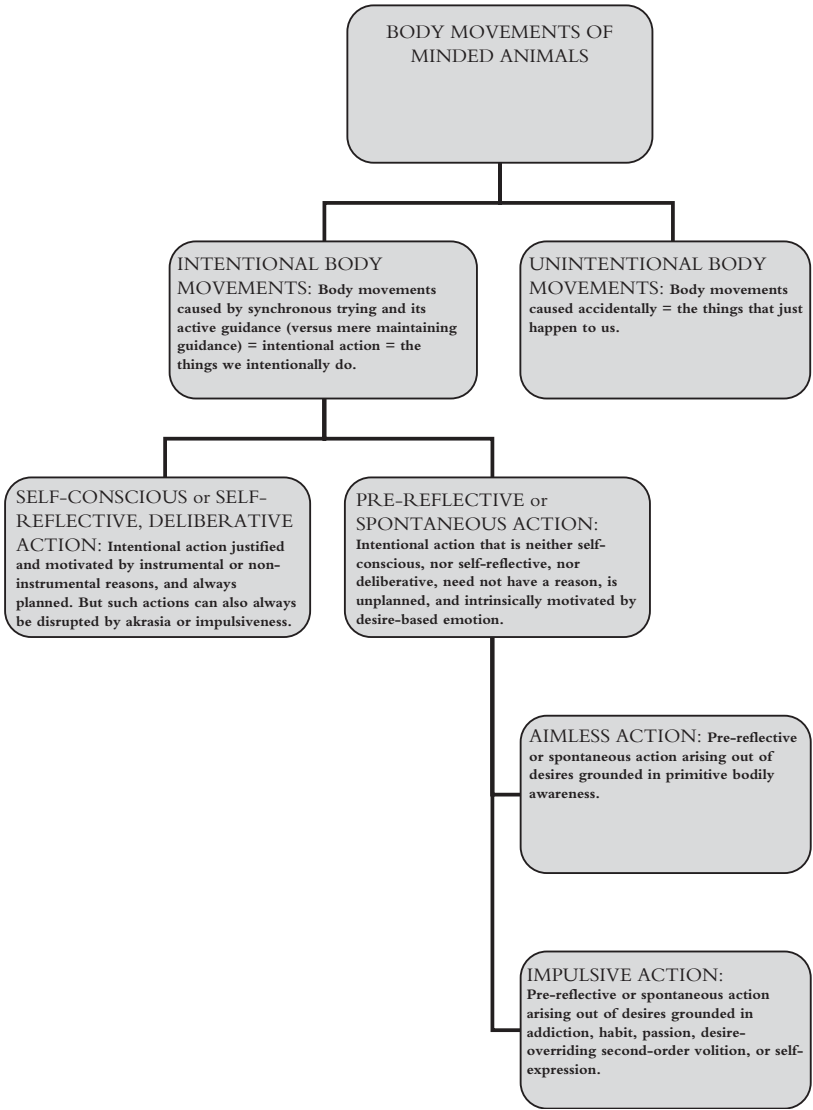 BODY MOVEMENTS OF
MINDED ANIMALS
INTENTIONAL BODY
MOVEMENTS: Body movements
caused by synchronous trying and its
active guidance (versus mere maintaining
guidance) = intentional action = the
things we intentionally do.
UNINTENTIONAL BODY
MOVEMENTS: Body movements
caused accidentally = the things that just
happen to us.
SELF-CONSCIOUS or SELF-
REFLECTIVE, DELIBERATIVE
ACTION: Intentional action justified
and motivated by instrumental or non-
instrumental reasons, and always
planned. But such actions can also always
be disrupted by akrasia or impulsiveness.
PRE-REFLECTIVE or
SPONTANEOUS ACTION:
Intentional action that is neither self-
conscious, nor self-reflective, nor
deliberative, need not have a reason, is
unplanned, and intrinsically motivated by
desire-based emotion.
AIMLESS ACTION: Pre-reflective
or spontaneous action arising out of
desires grounded in primitive bodily
awareness.
IMPULSIVE ACTION:
Pre-reflective or spontaneous action
arising out of desires grounded in
addiction, habit, passion, desire-
overriding second-order volition, or self-
expression.